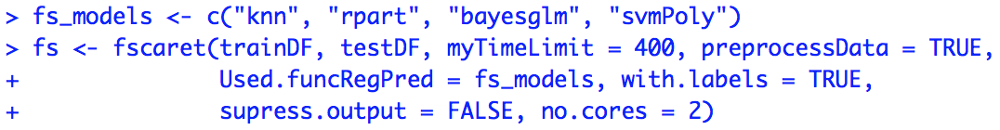 > fs_models <- c("knn", "rpart", "bayesglm", "svmPoly")
> fs <- fscaret(trainDF, testDF, myTimeLimit = 400, preprocessData = TRUE,
+               Used.funcRegPred = fs_models, with.labels = TRUE,
+               supress.output = FALSE, no.cores = 2)